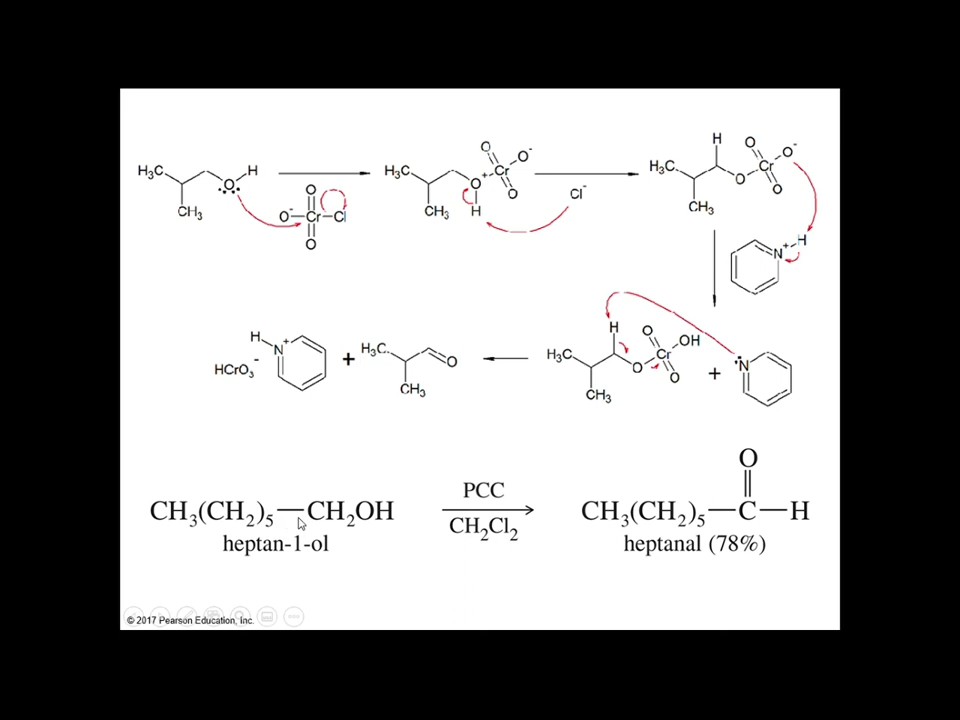 H₃C O H CH₃ O⁻ Cr Cl O O
H₃C O⁺ H CH₃ O Cr O⁻ O Cl⁻
H₃C H O CH₃ O Cr O⁻ O
N⁺ H
HCrO₃⁻ H N⁺ + H₃C CH₃ O
H₃C H O CH₃ O Cr OH O + N
O
CH₃(CH₂)₅—CH₂OH PCC CH₃(CH₂)₅—C—H
CH₂Cl₂
heptan-1-ol heptanal (78%)
© 2017 Pearson Education, Inc.